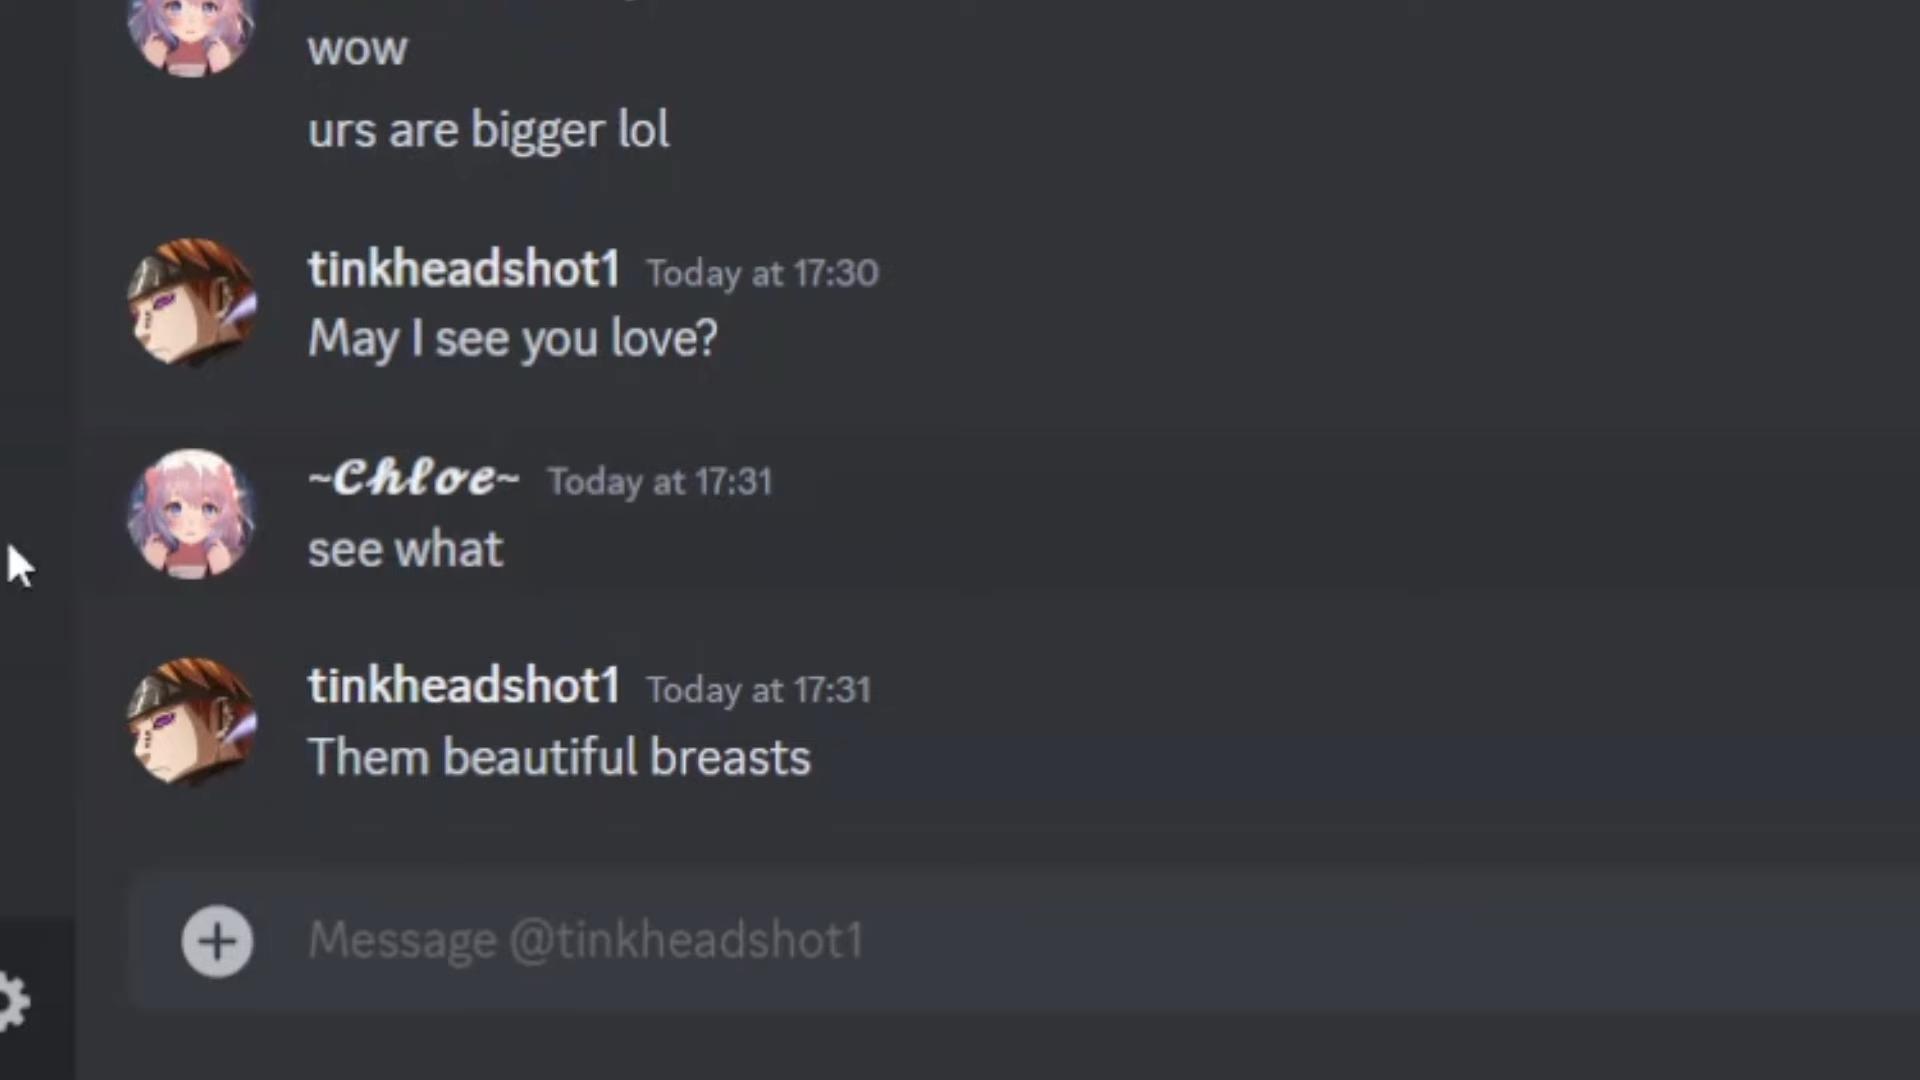 wow
urs are bigger lol
tinkheadshot1 Today at 17:30
May I see you love?
~𝓒𝓱𝓵𝓸𝓮~ Today at 17:31
see what
tinkheadshot1 Today at 17:31
Them beautiful breasts
Message @tinkheadshot1